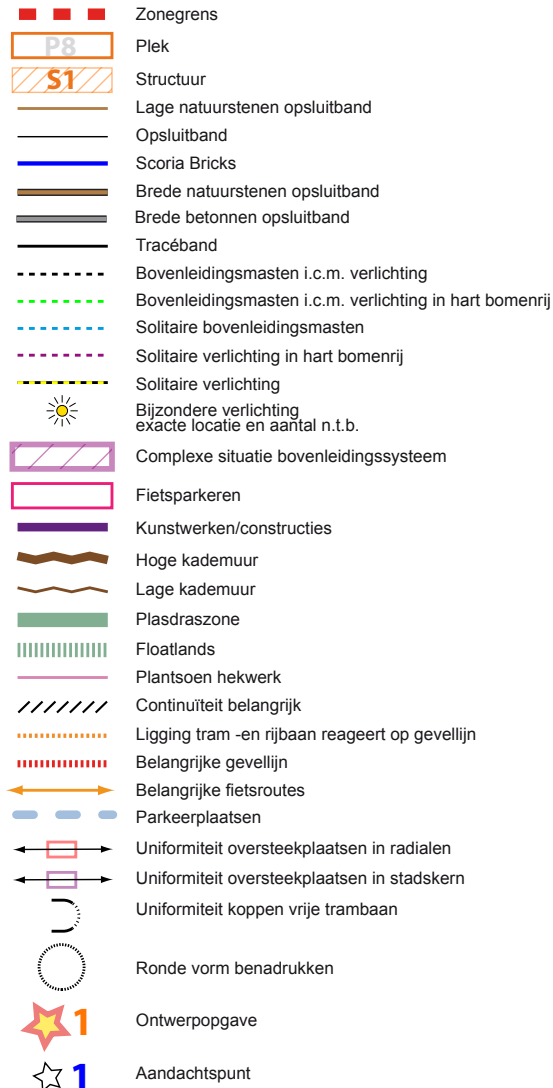 Zonegrens
P8 Plek
S1 Structuur
Lage natuurstenen opsluitband
Opsluitband
Scoria Bricks
Brede natuurstenen opsluitband
Brede betonnen opsluitband
Tracéband
Bovenleidingsmasten i.c.m. verlichting
Bovenleidingsmasten i.c.m. verlichting in hart bomenrij
Solitaire bovenleidingsmasten
Solitaire verlichting in hart bomenrij
Solitaire verlichting
Bijzondere verlichting
exacte locatie en aantal n.t.b.
Complexe situatie bovenleidingssysteem
Fietsparkeren
Kunstwerken/constructies
Hoge kademuur
Lage kademuur
Plasdraszone
Floatlands
Plantsoen hekwerk
Continuïteit belangrijk
Ligging tram -en rijbaan reageert op gevellijn
Belangrijke gevellijn
Belangrijke fietsroutes
Parkeerplaatsen
Uniformiteit oversteekplaatsen in radialen
Uniformiteit oversteekplaatsen in stadskern
Uniformiteit koppen vrije trambaan
Ronde vorm benadrukken
1 Ontwerpopgave
1 Aandachtspunt